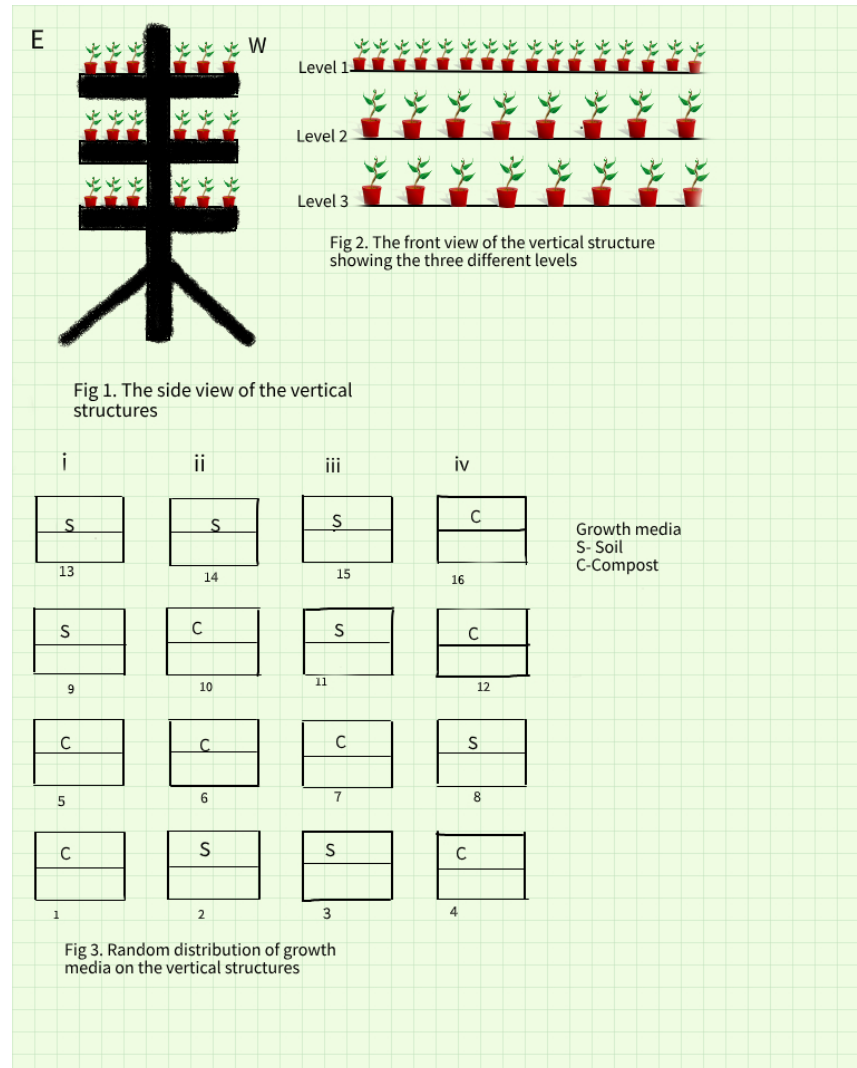 E
W
Level 1
Level 2
Level 3
Fig 2. The front view of the vertical structure
showing the three different levels
Fig 1. The side view of the vertical
structures
i ii iii iv
S S S C
13 14 15 16
Growth media
S- Soil
C-Compost
S C S C
9 10 11 12
C C C S
5 6 7 8
C S S C
1 2 3 4
Fig 3. Random distribution of growth
media on the vertical structures